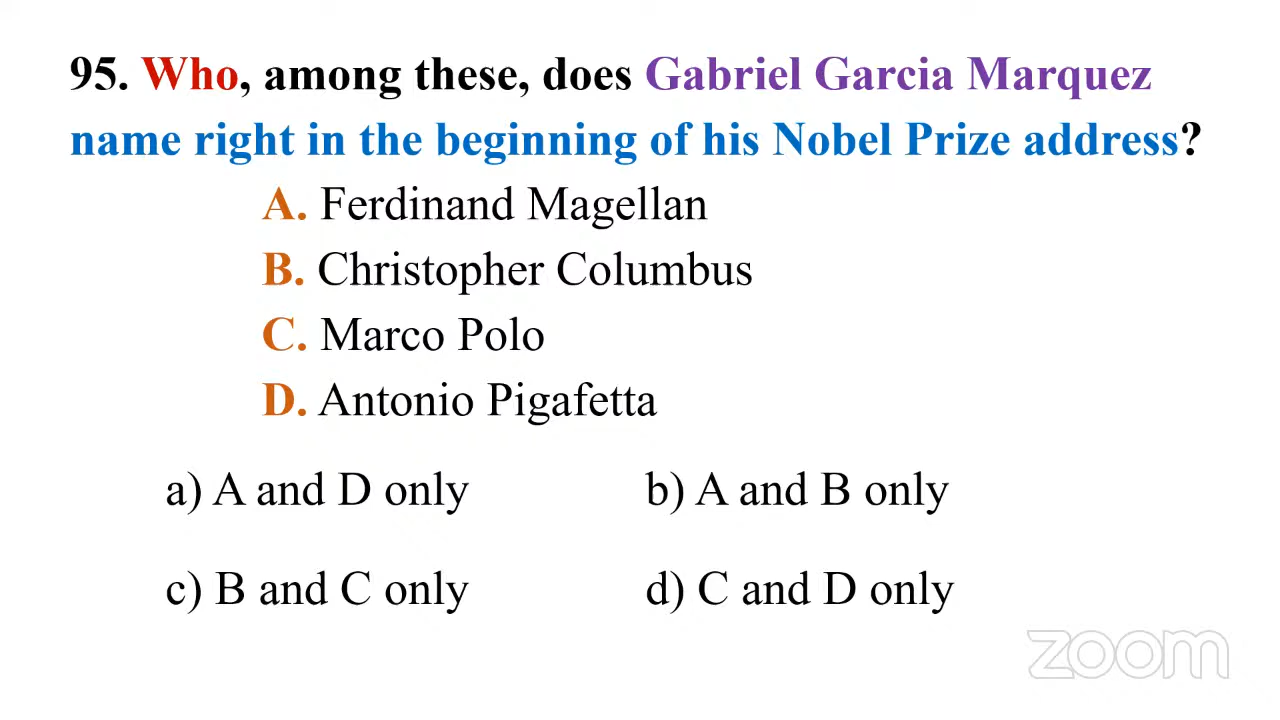 95. Who, among these, does Gabriel Garcia Marquez
name right in the beginning of his Nobel Prize address?
A. Ferdinand Magellan
B. Christopher Columbus
C. Marco Polo
D. Antonio Pigafetta
a) A and D only b) A and B only
c) B and C only d) C and D only
zoom